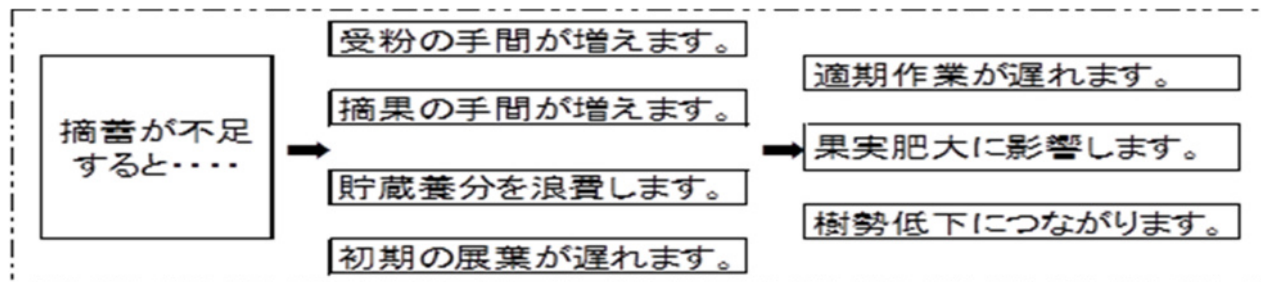 摘蕾が不足
すると‥‥
受粉の手間が増えます。
摘果の手間が増えます。
貯蔵養分を浪費します。
初期の展葉が遅れます。
適期作業が遅れます。
果実肥大に影響します。
樹勢低下につながります。